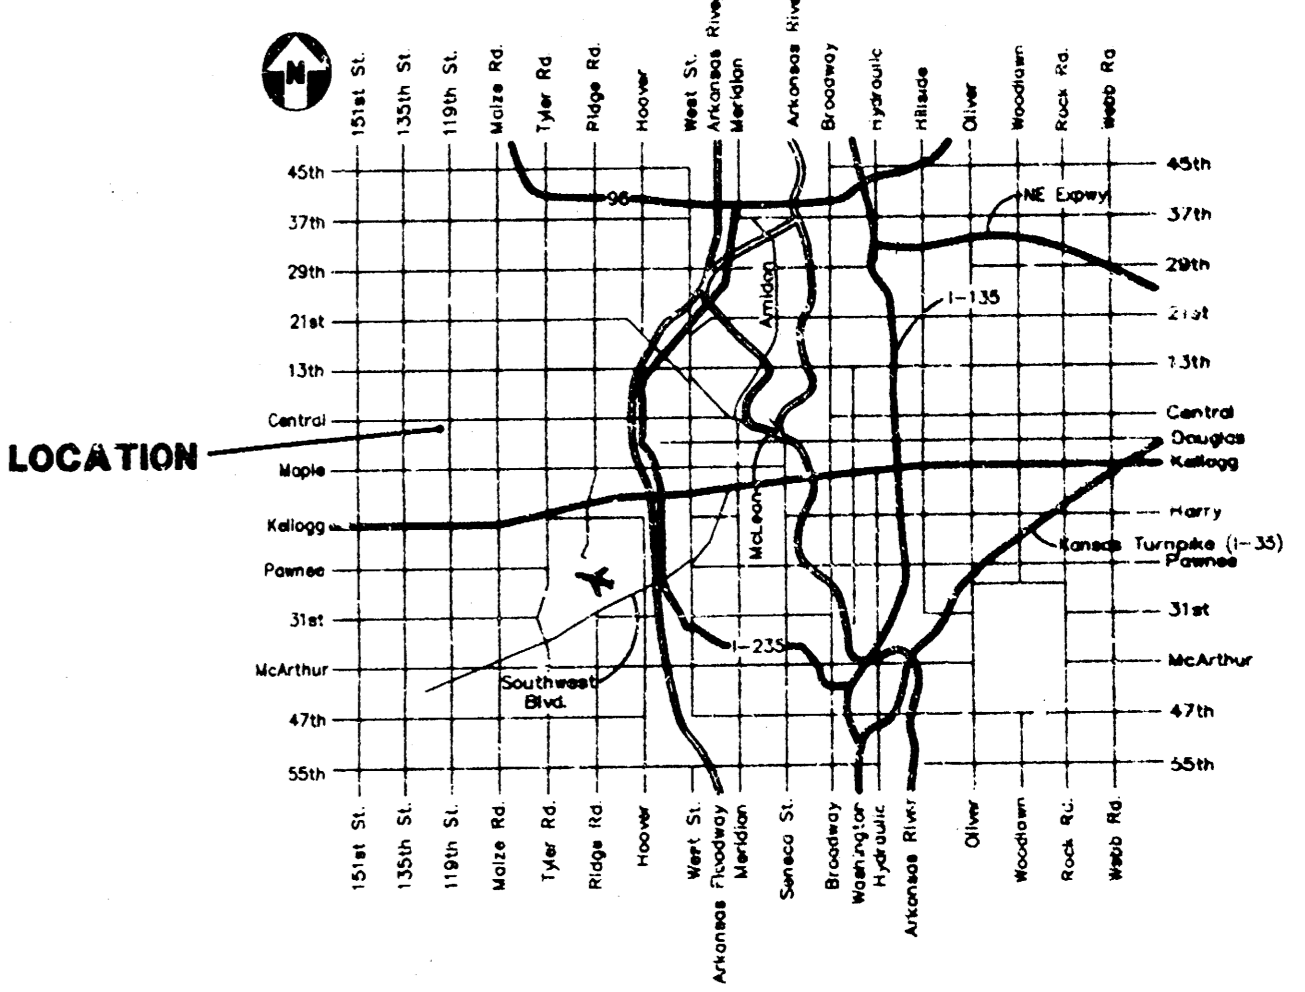 N
151st St.
135th St.
119th St.
Maize Rd.
Tyler Rd.
Ridge Rd.
Hoover
West St.
Arkansas River
Meridian
Arkansas River
Broadway
Hydraulic
Hillside
Oliver
Woodlawn
Rock Rd.
Webb Rd
45th
45th
96
NE Expwy
37th
37th
29th
29th
Amidon
I-135
21st
21st
13th
13th
Central
Central
Douglas
LOCATION
Maple
Kellogg
Kellogg
McLean
Harry
Kansas Turnpike (I-35)
Pawnee
Pawnee
31st
31st
I-235
McArthur
McArthur
Southwest
Blvd.
47th
47th
55th
55th
151st St.
135th St.
119th St.
Maize Rd.
Tyler Rd.
Ridge Rd.
Hoover
West St.
Arkansas Floodway
Meridian
Seneca St.
Broadway
Washington
Hydraulic
Arkansas River
Oliver
Woodlawn
Rock Rd.
Webb Rd.